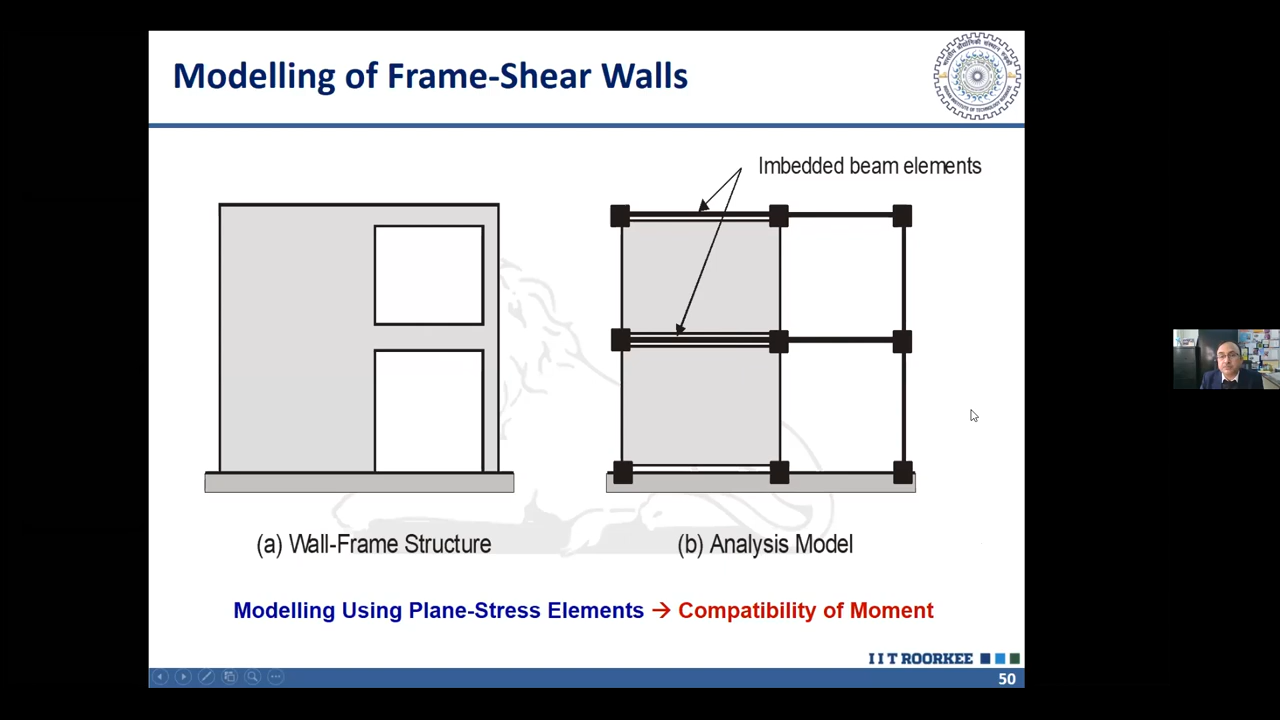 Modelling of Frame-Shear Walls
Imbedded beam elements
(a) Wall-Frame Structure
(b) Analysis Model
Modelling Using Plane-Stress Elements → Compatibility of Moment
I I T ROORKEE
50